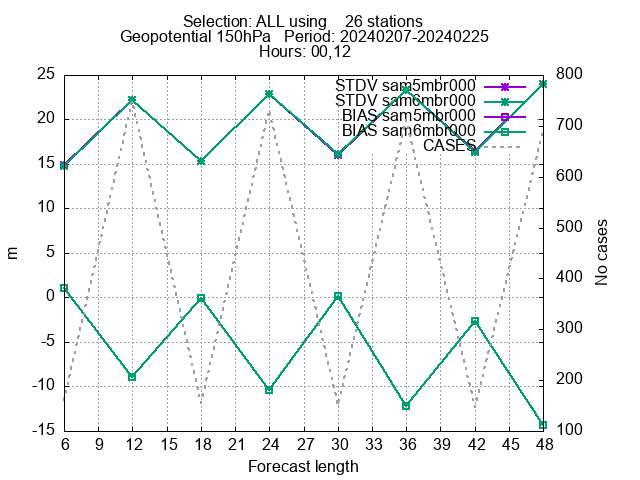 Selection: ALL using    26 stations
Geopotential 150hPa   Period: 20240207-20240225
Hours: 00,12
STDV sam5mbr000
STDV sam6mbr000
BIAS sam5mbr000
BIAS sam6mbr000
CASES
25
20
15
10
5
0
-5
-10
-15
m
800
700
600
500
400
300
200
100
No cases
6 9 12 15 18 21 24 27 30 33 36 39 42 45 48
Forecast length